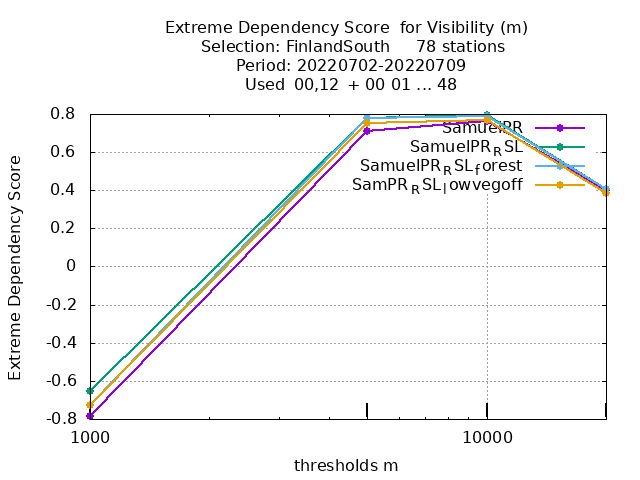 Extreme Dependency Score for Visibility (m)
Selection: FinlandSouth 78 stations
Period: 20220702-20220709
Used 00,12 + 00 01 ... 48
Extreme Dependency Score
0.8
0.6
0.4
0.2
0
-0.2
-0.4
-0.6
-0.8
SamuelPR
SamuelPR_RSL
SamuelPR_RSL_forest
SamPR_RSL_lowvegoff
1000
10000
thresholds m